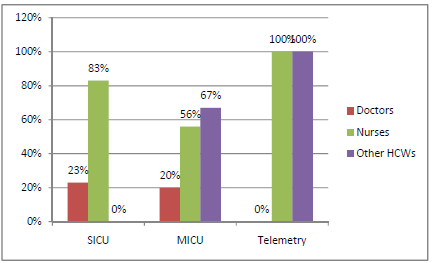 120%
100%
80%
60%
40%
20%
0%
23%
83%
0%
20%
56%
67%
0%
100%
100%
SICU
MICU
Telemetry
Doctors
Nurses
Other HCWs